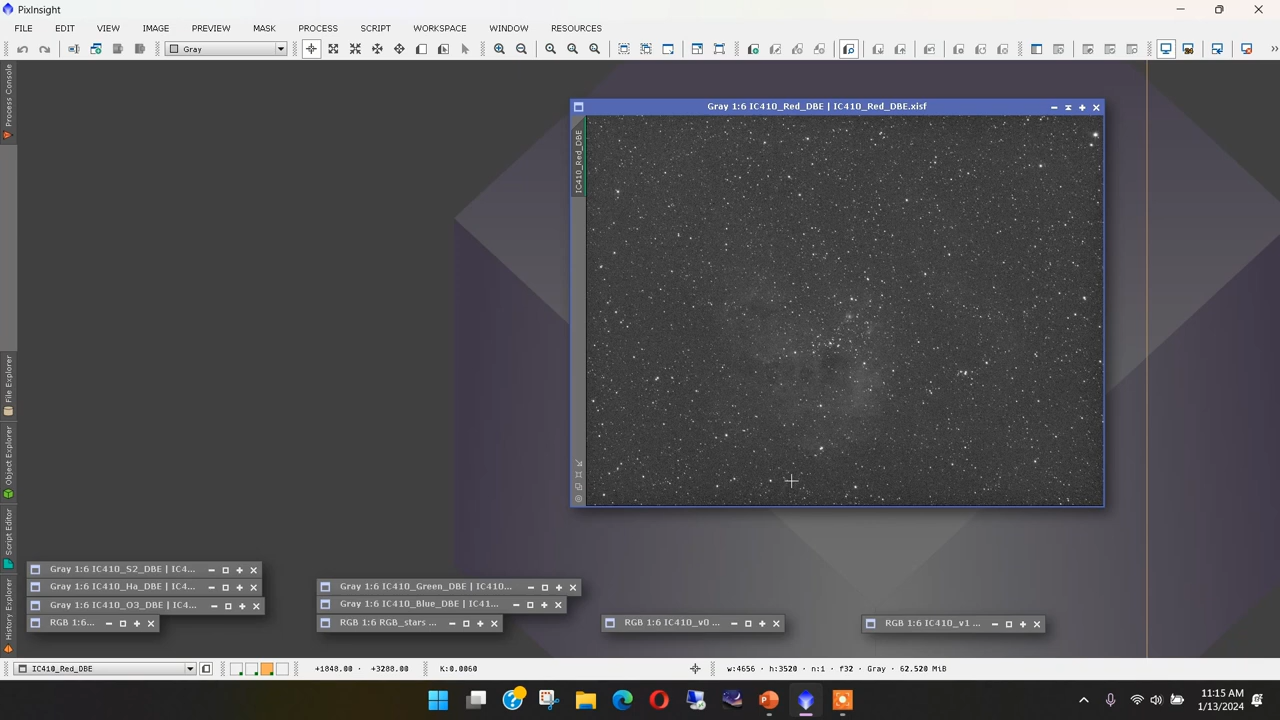 PixInsight
FILE EDIT VIEW IMAGE PREVIEW MASK PROCESS SCRIPT WORKSPACE WINDOW RESOURCES
Gray
Process Console
File Explorer
Object Explorer
Script Editor
History Explorer
Gray 1:6 IC410_Red_DBE | IC410_Red_DBE.xisf
IC410_Red_DBE
Gray 1:6 IC410_S2_DBE | IC4...
Gray 1:6 IC410_Ha_DBE | IC4...
Gray 1:6 IC410_O3_DBE | IC4...
RGB 1:6...
Gray 1:6 IC410_Green_DBE | IC410...
Gray 1:6 IC410_Blue_DBE | IC41...
RGB 1:6 RGB_stars ...
RGB 1:6 IC410_v0 ...
RGB 1:6 IC410_v1 ...
IC410_Red_DBE
+1848.00 · +3288.00
K:0.0060
w:4656 · h:3520 · n:1 · f32 · Gray · 62.520 MiB
11:15 AM
1/13/2024